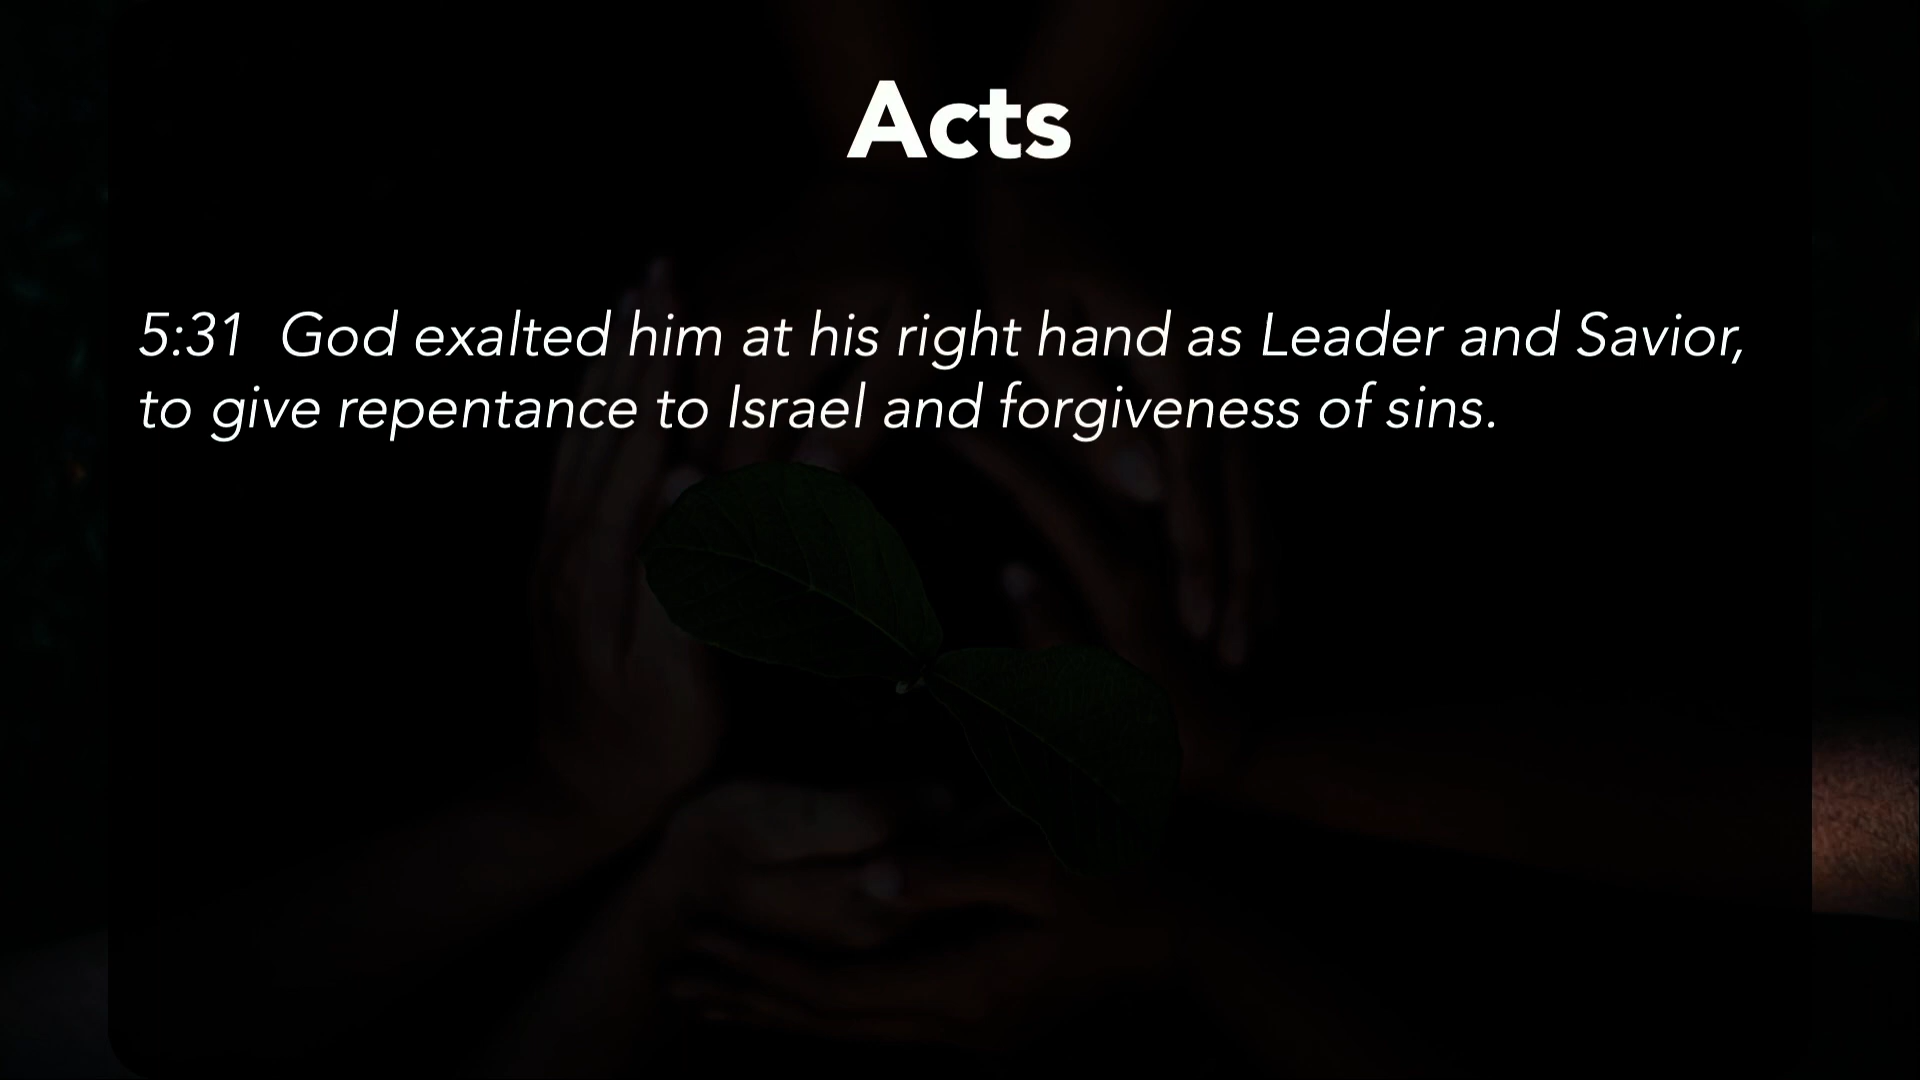 Acts
5:31  God exalted him at his right hand as Leader and Savior,
to give repentance to Israel and forgiveness of sins.